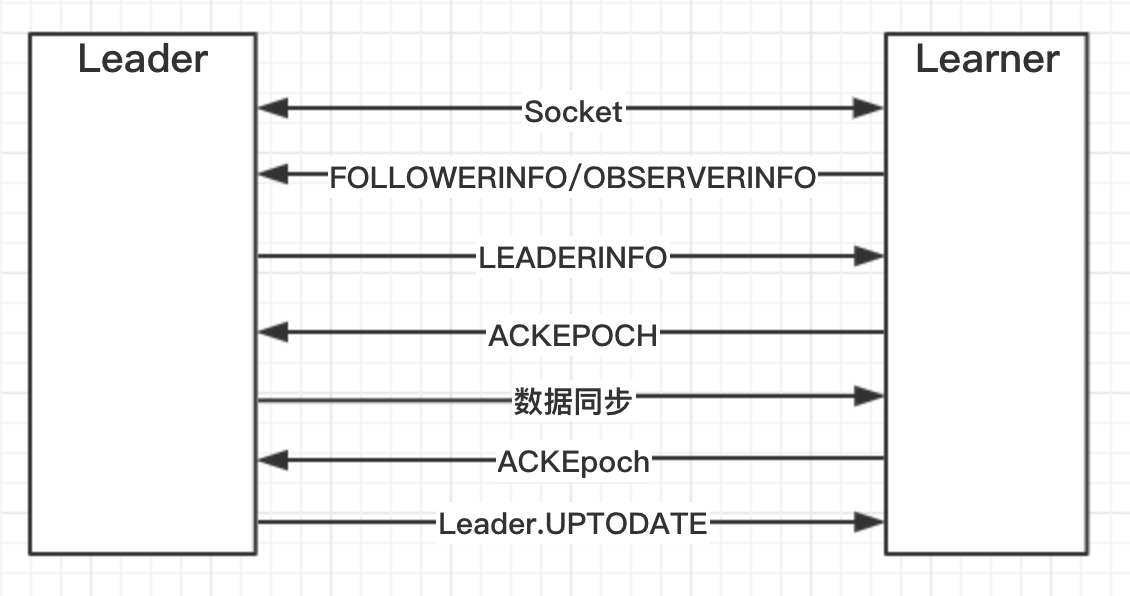 Leader
Learner
Socket
FOLLOWERINFO/OBSERVERINFO
LEADERINFO
ACKEPOCH
数据同步
ACKEpoch
Leader.UPTODATE